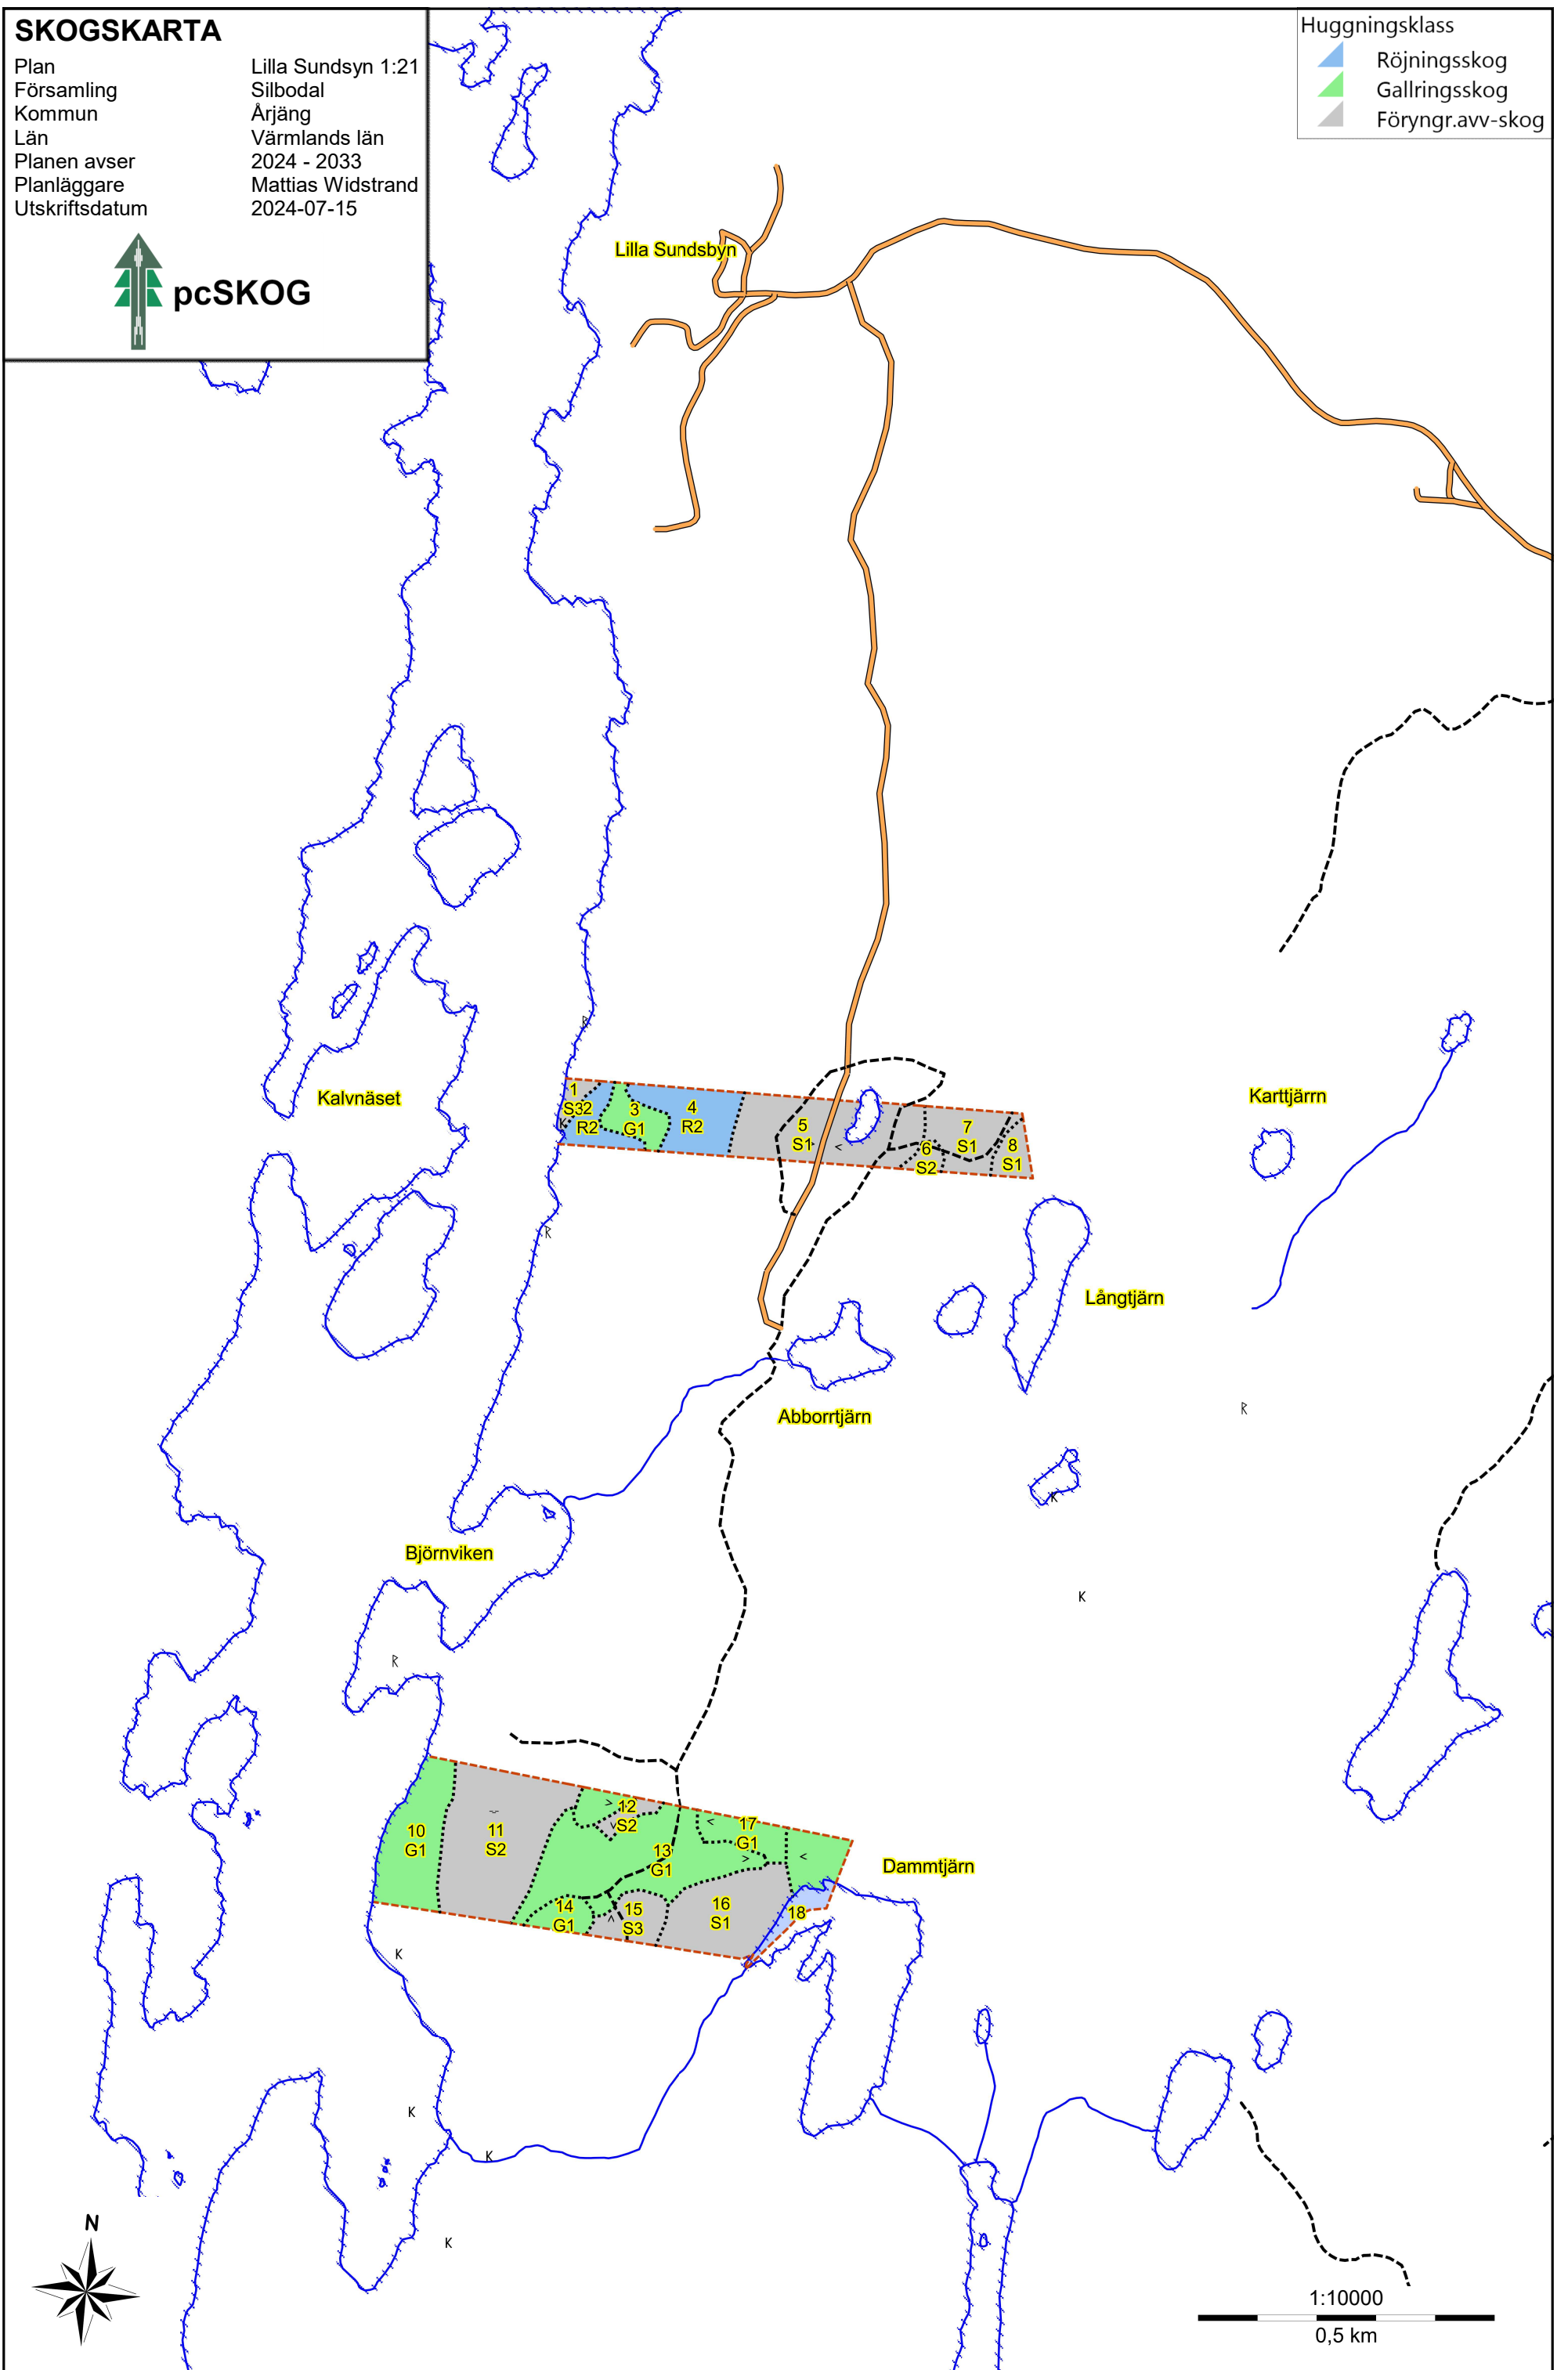 SKOGSKARTA
Plan Lilla Sundsyn 1:21
Församling Silbodal
Kommun Årjäng
Län Värmlands län
Planen avser 2024 - 2033
Planläggare Mattias Widstrand
Utskriftsdatum 2024-07-15
pcSKOG
Huggningsklass
Röjningsskog
Gallringsskog
Föryngr.avv-skog
Lilla Sundsbyn
Kalvnäset
Karttjärrn
R
1
S3
2
R2
K
3
G1
4
R2
5
S1
6
S2
7
S1
8
S1
R
Långtjärn
Abborrtjärn
R
K
Björnviken
K
R
10
G1
11
S2
12
S2
13
G1
17
G1
Dammtjärn
14
G1
15
S3
16
S1
18
K
K
K
K
N
1:10000
0,5 km